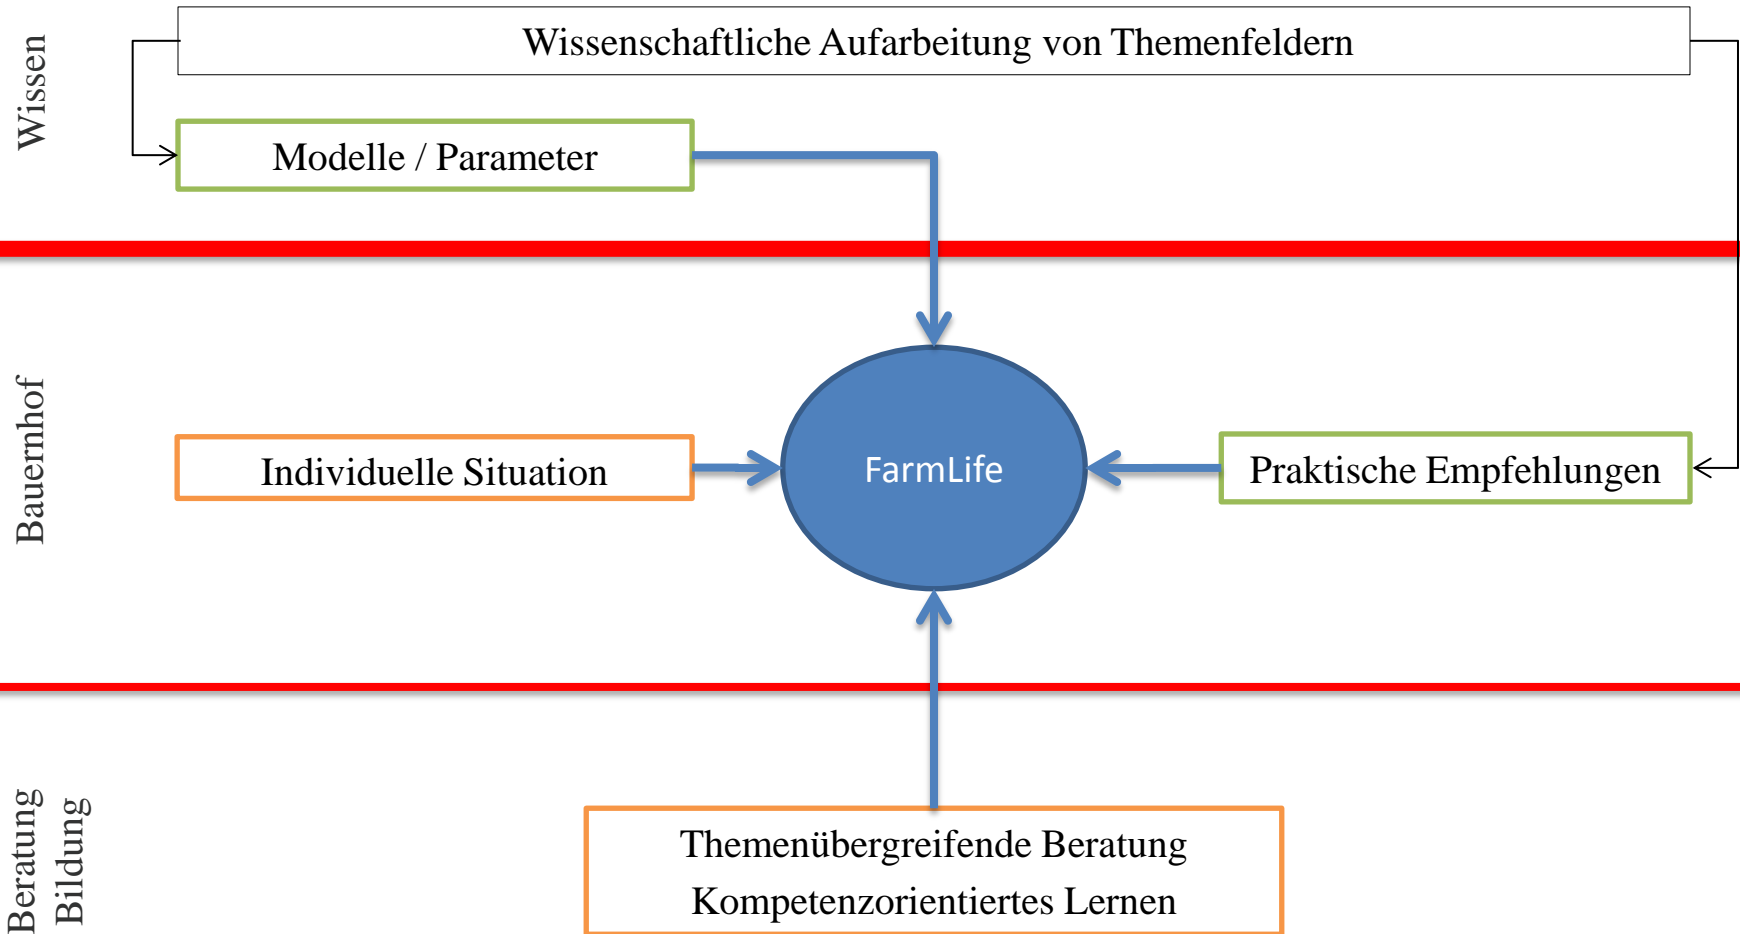 Wissen
Wissenschaftliche Aufarbeitung von Themenfeldern
Modelle / Parameter
Bauernhof
Individuelle Situation
FarmLife
Praktische Empfehlungen
Beratung
Bildung
Themenübergreifende Beratung
Kompetenzorientiertes Lernen